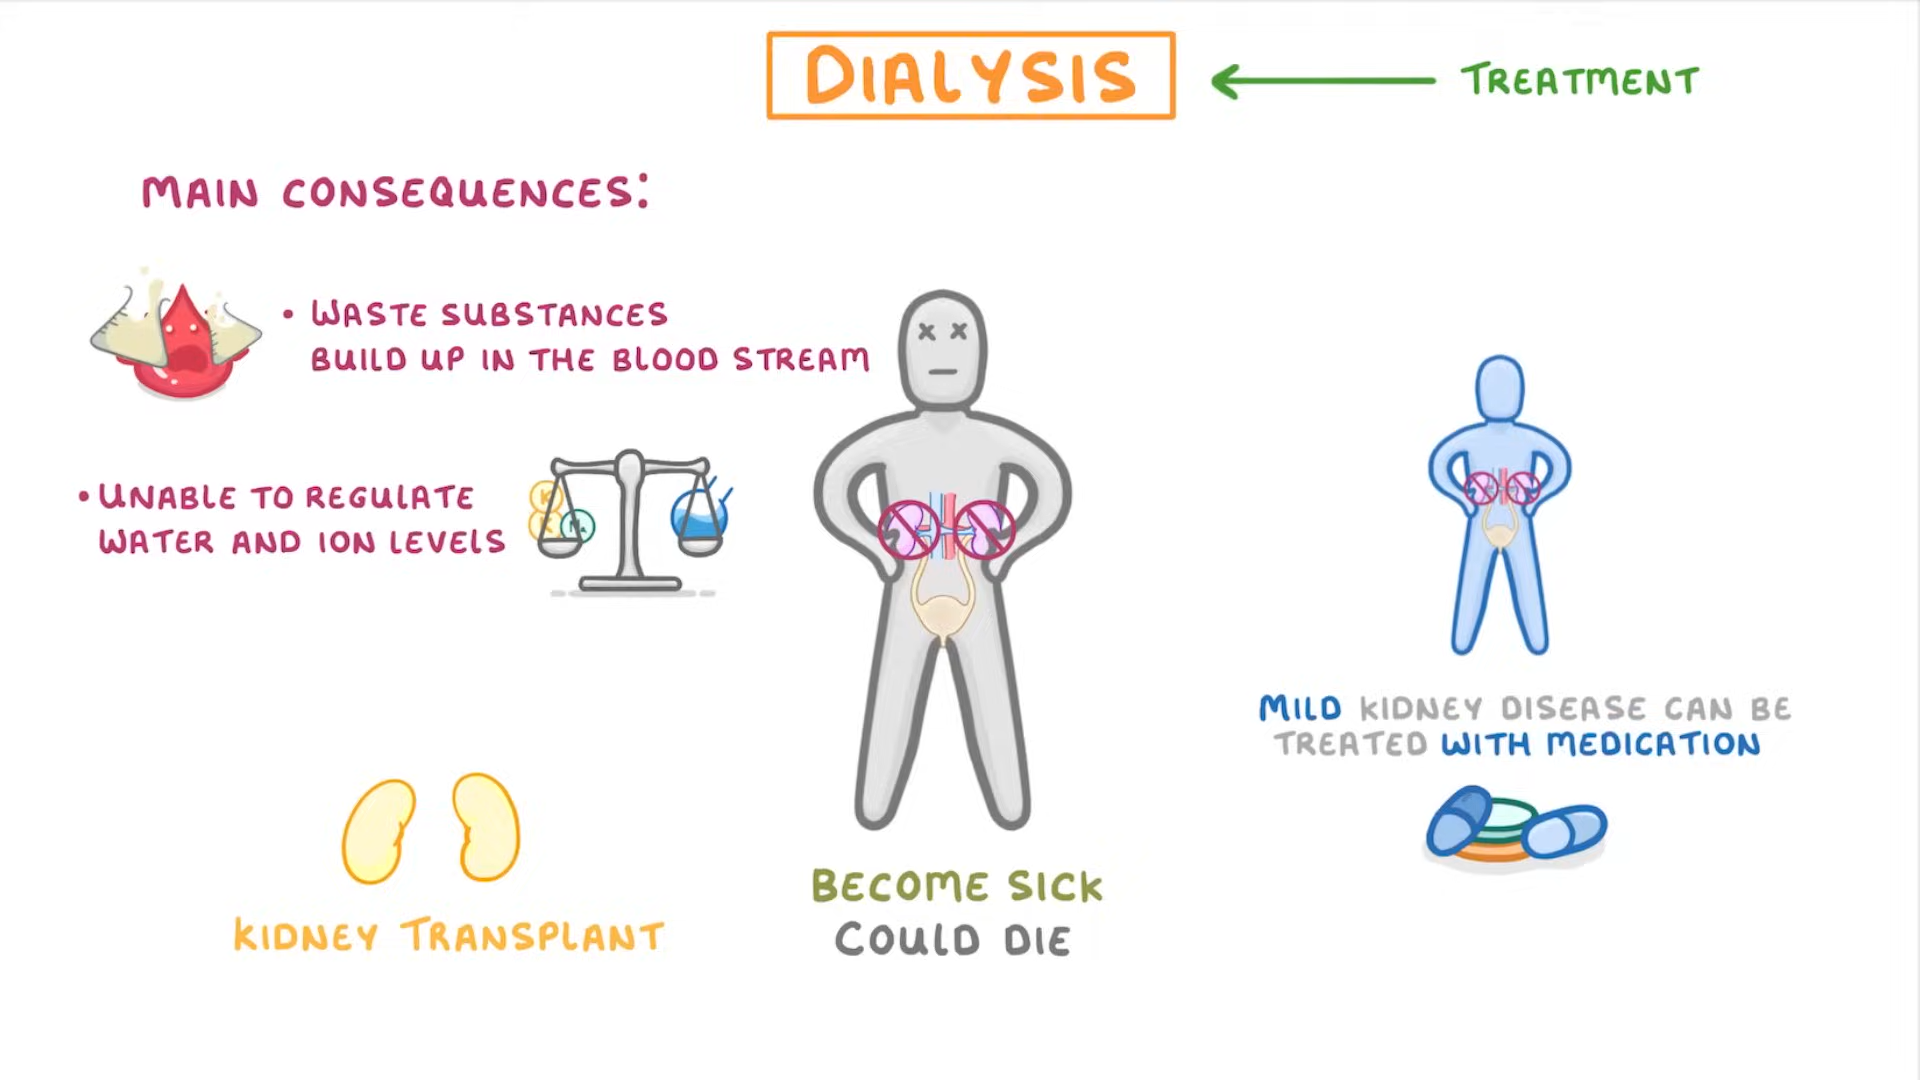 DIALYSIS
TREATMENT
MAIN CONSEQUENCES:
• WASTE SUBSTANCES
BUILD UP IN THE BLOOD STREAM
• UNABLE TO REGULATE
WATER AND ION LEVELS
K
K
Na
MILD KIDNEY DISEASE CAN BE
TREATED WITH MEDICATION
KIDNEY TRANSPLANT
BECOME SICK
COULD DIE